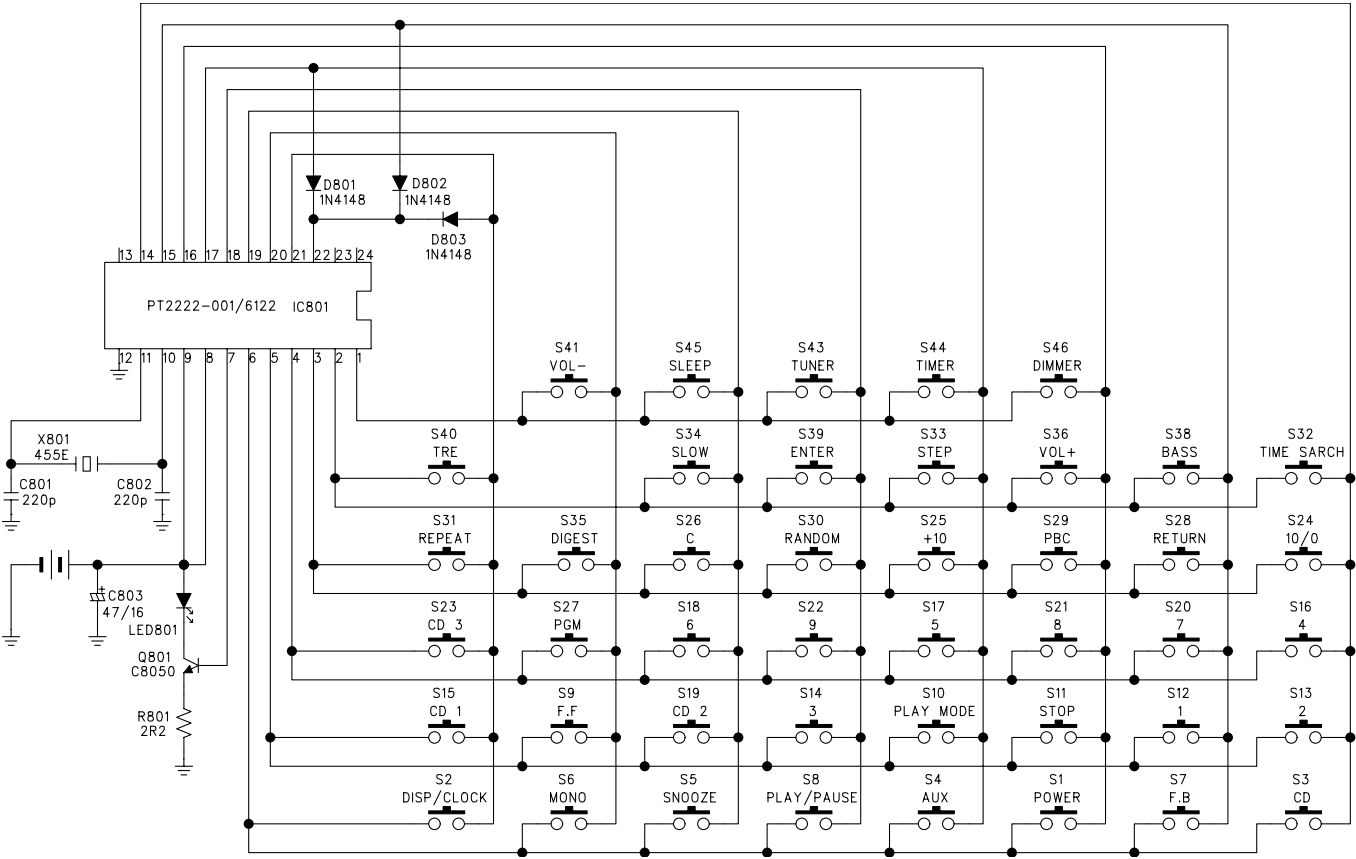 D801
1N4148
D802
1N4148
D803
1N4148
13 14 15 16 17 18 19 20 21 22 23 24
PT2222-001/6122 IC801
12 11 10 9 8 7 6 5 4 3 2 1
X801
455E
C801
220p
C802
220p
+
C803
47/16
LED801
Q801
C8050
R801
2R2
S41
VOL-
S45
SLEEP
S43
TUNER
S44
TIMER
S46
DIMMER
S40
TRE
S34
SLOW
S39
ENTER
S33
STEP
S36
VOL+
S38
BASS
S32
TIME SARCH
S31
REPEAT
S35
DIGEST
S26
C
S30
RANDOM
S25
+10
S29
PBC
S28
RETURN
S24
10/0
S23
CD 3
S27
PGM
S18
6
S22
9
S17
5
S21
8
S20
7
S16
4
S15
CD 1
S9
F.F
S19
CD 2
S14
3
S10
PLAY MODE
S11
STOP
S12
1
S13
2
S2
DISP/CLOCK
S6
MONO
S5
SNOOZE
S8
PLAY/PAUSE
S4
AUX
S1
POWER
S7
F.B
S3
CD